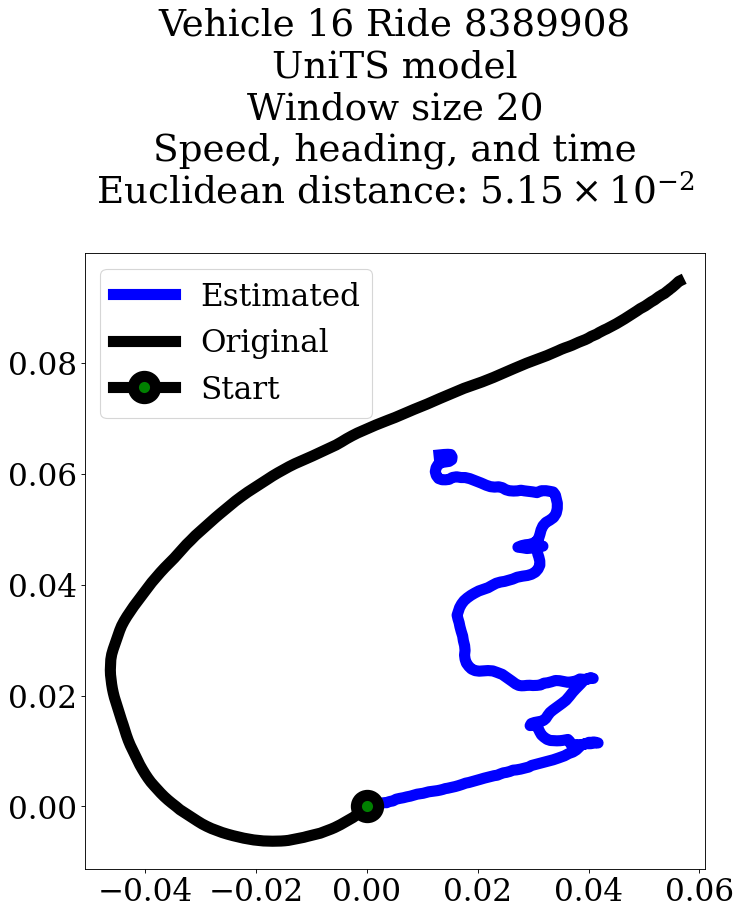 Vehicle 16 Ride 8389908
UniTS model
Window size 20
Speed, heading, and time
Euclidean distance: 5.15 × 10⁻²
Estimated
Original
Start
0.08
0.06
0.04
0.02
0.00
−0.04 −0.02 0.00 0.02 0.04 0.06